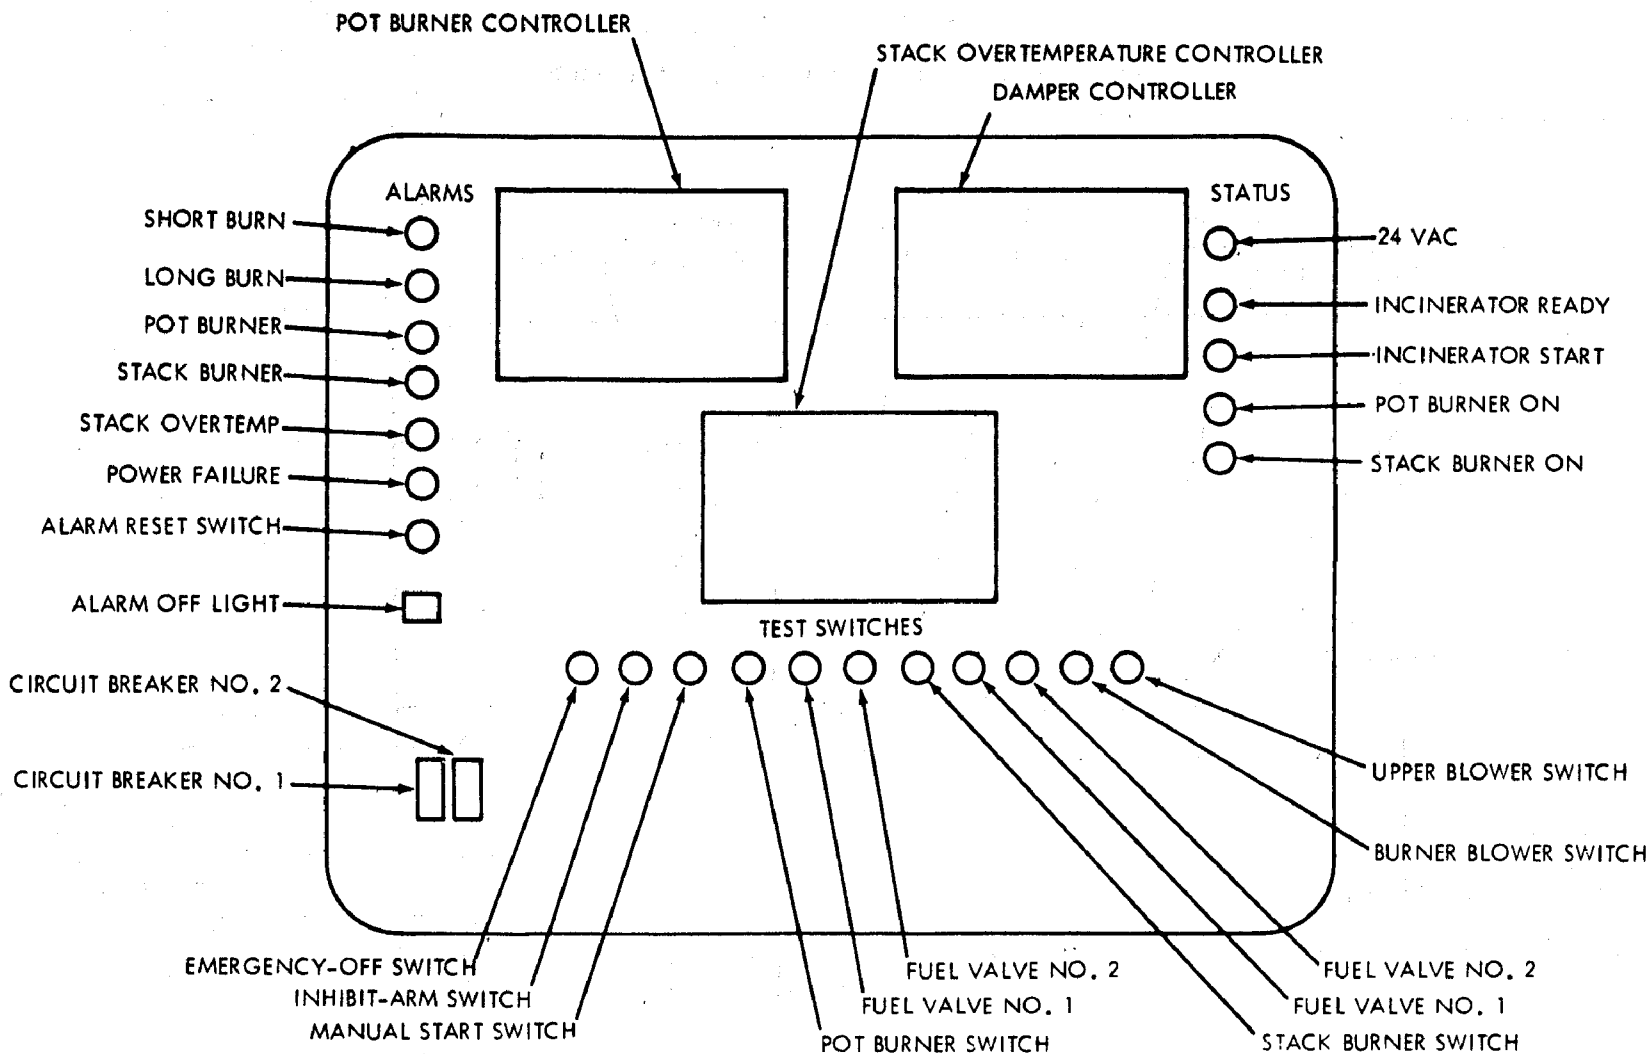 POT BURNER CONTROLLER
STACK OVERTEMPERATURE CONTROLLER
DAMPER CONTROLLER
ALARMS
STATUS
SHORT BURN
LONG BURN
POT BURNER
STACK BURNER
STACK OVERTEMP
POWER FAILURE
ALARM RESET SWITCH
ALARM OFF LIGHT
CIRCUIT BREAKER NO. 2
CIRCUIT BREAKER NO. 1
24 VAC
INCINERATOR READY
INCINERATOR START
POT BURNER ON
STACK BURNER ON
TEST SWITCHES
UPPER BLOWER SWITCH
BURNER BLOWER SWITCH
EMERGENCY-OFF SWITCH
INHIBIT-ARM SWITCH
MANUAL START SWITCH
FUEL VALVE NO. 2
FUEL VALVE NO. 1
POT BURNER SWITCH
FUEL VALVE NO. 2
FUEL VALVE NO. 1
STACK BURNER SWITCH